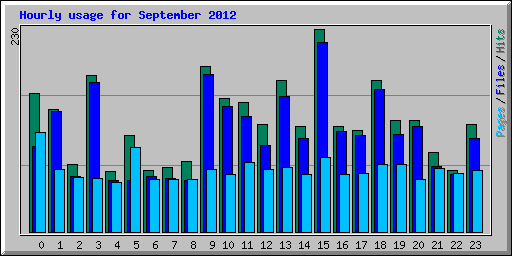 Hourly usage for September 2012
230
Pages/Files/Hits
0 1 2 3 4 5 6 7 8 9 10 11 12 13 14 15 16 17 18 19 20 21 22 23